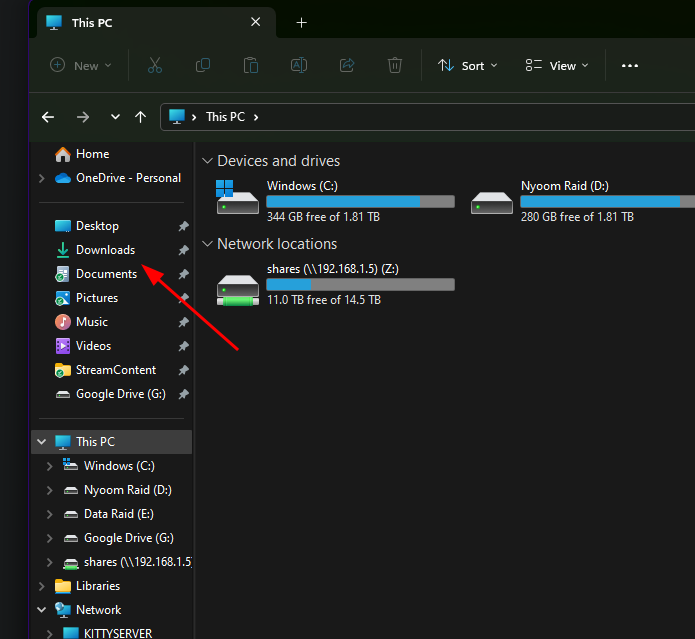 This PC
New
Sort
View
This PC
Home
OneDrive - Personal
Desktop
Downloads
Documents
Pictures
Music
Videos
StreamContent
Google Drive (G:)
This PC
Windows (C:)
Nyoom Raid (D:)
Data Raid (E:)
Google Drive (G:)
shares (\\192.168.1.5)
Libraries
Network
KITTYSERVER
Devices and drives
Windows (C:)
344 GB free of 1.81 TB
Nyoom Raid (D:)
280 GB free of 1.81 TB
Network locations
shares (\\192.168.1.5) (Z:)
11.0 TB free of 14.5 TB